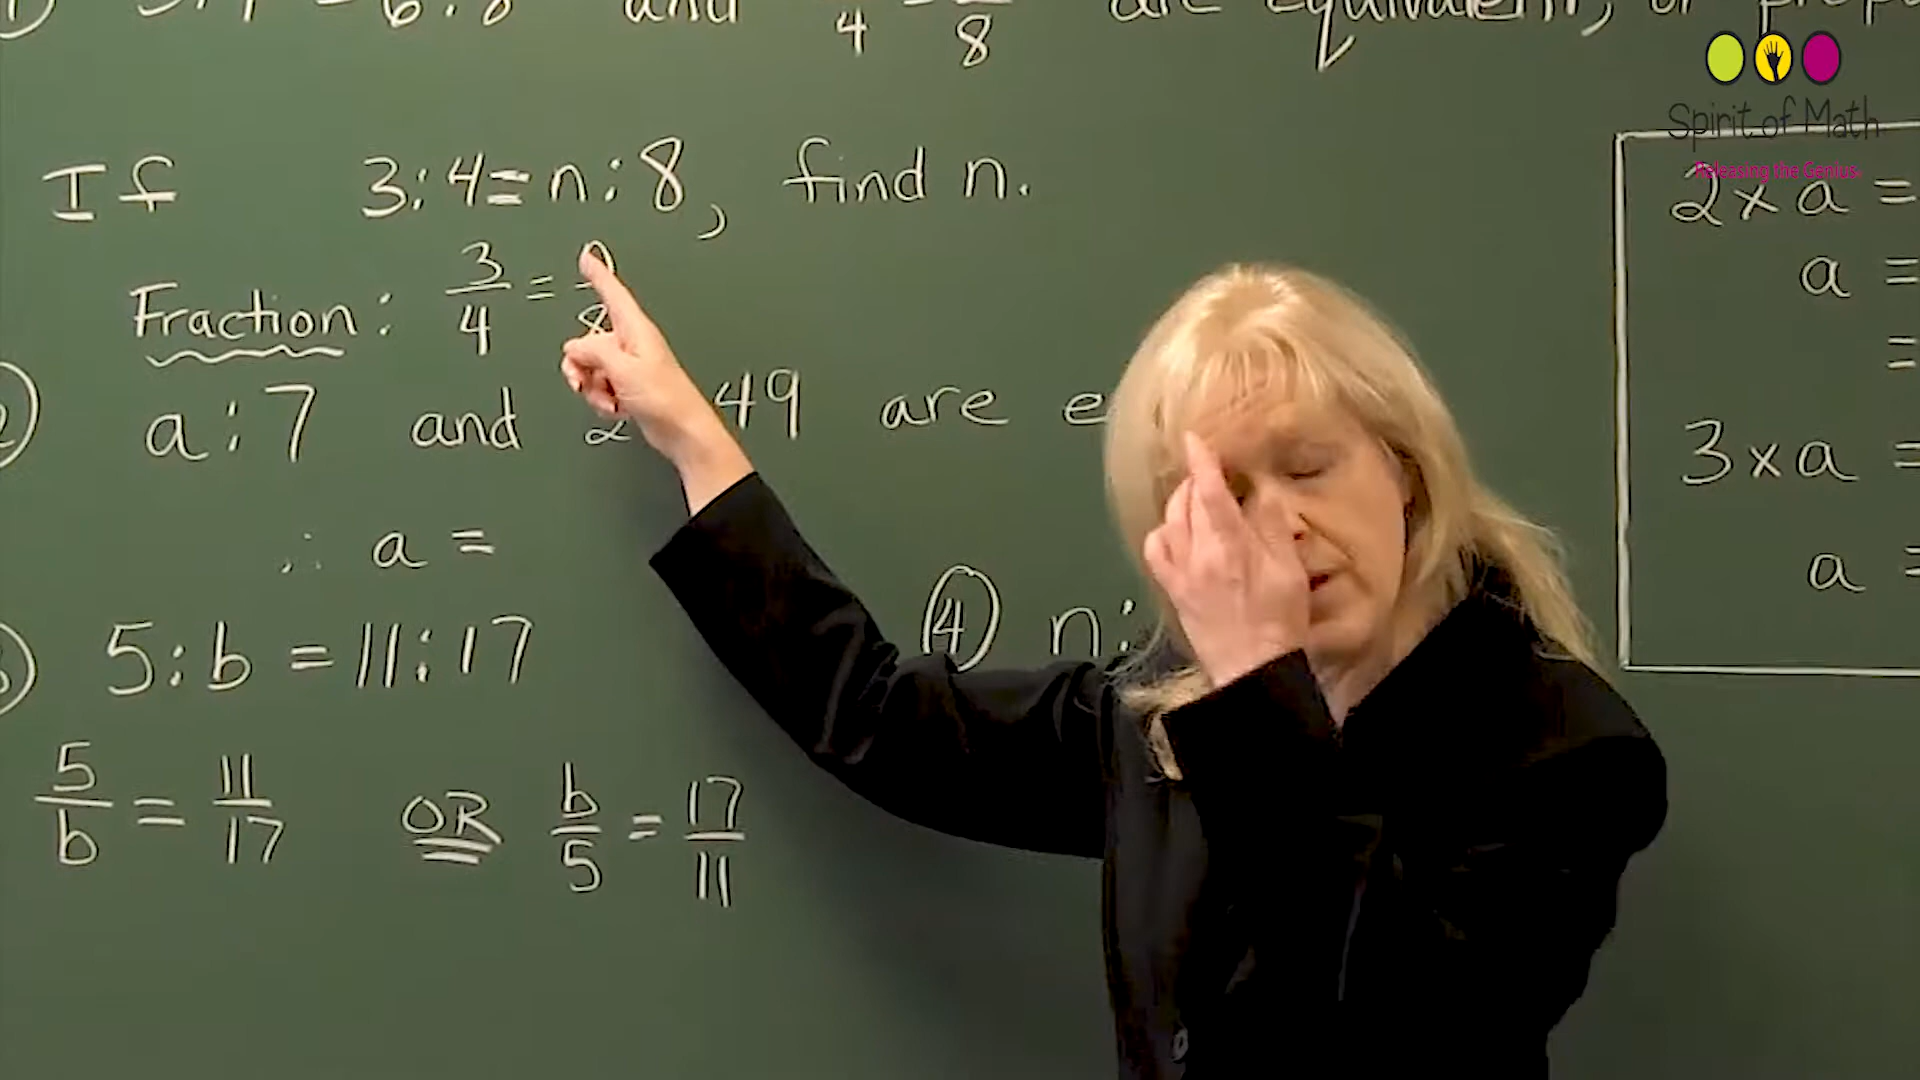 6:8 and 4 8 are equivalent, or
If 3:4 = n:8, find n.
Fraction: 3/4 = /8
a:7 and 49 are e
∴ a =
5:b = 11:17
④ n:
5/b = 11/17 OR b/5 = 17/11
Spirit of Math
Releasing the Genius.
2 x a =
a =
=
3 x a =
a =